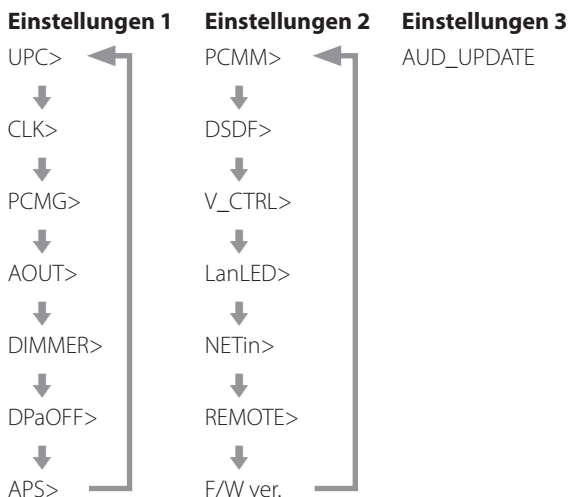 Einstellungen 1
UPC>
CLK>
PCMG>
AOUT>
DIMMER>
DPaOFF>
APS>
Einstellungen 2
PCMM>
DSDF>
V_CTRL>
LanLED>
NETin>
REMOTE>
F/W ver.
Einstellungen 3
AUD_UPDATE